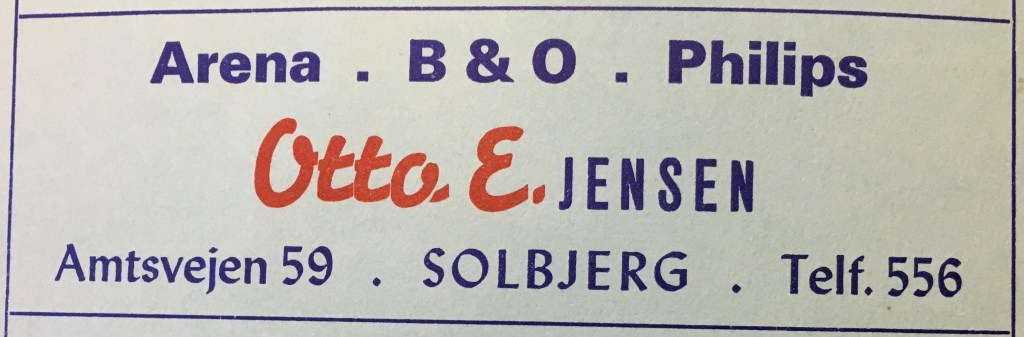 Arena . B & O . Philips
Otto. E. JENSEN
Amtsvejen 59 . SOLBJERG . Telf. 556